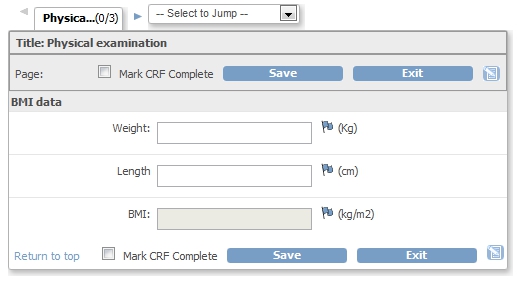 Physica...(0/3) -- Select to Jump --
Title: Physical examination
Page: Mark CRF Complete Save Exit
BMI data
Weight: (Kg)
Length (cm)
BMI: (kg/m2)
Return to top Mark CRF Complete Save Exit